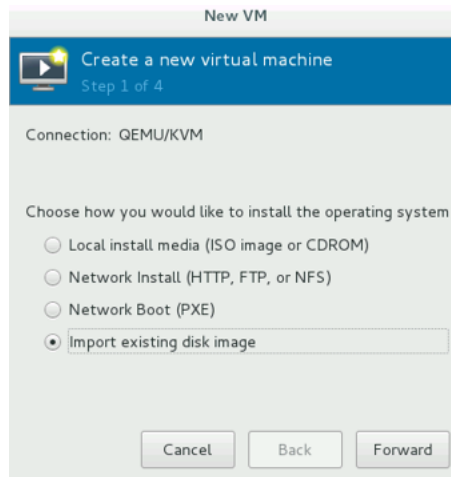 New VM
Create a new virtual machine
Step 1 of 4
Connection: QEMU/KVM
Choose how you would like to install the operating system
Local install media (ISO image or CDROM)
Network Install (HTTP, FTP, or NFS)
Network Boot (PXE)
Import existing disk image
Cancel Back Forward